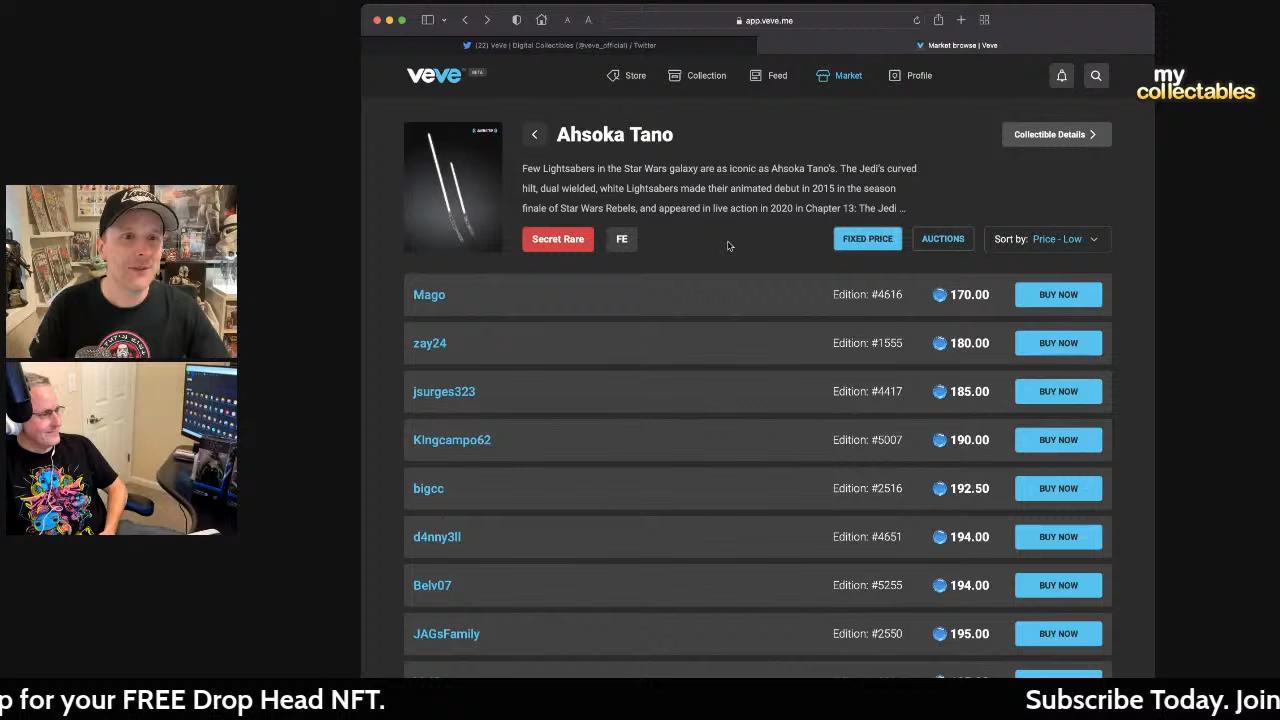 app.veve.me
(22) VeVe | Digital Collectibles (@veve_official) / Twitter
Market browse | Veve
veve BETA
Store
Collection
Feed
Market
Profile
my
collectables
Ahsoka Tano
Collectible Details
Few Lightsabers in the Star Wars galaxy are as iconic as Ahsoka Tano's. The Jedi's curved
hilt, dual wielded, white Lightsabers made their animated debut in 2015 in the season
finale of Star Wars Rebels, and appeared in live action in 2020 in Chapter 13: The Jedi ...
Secret Rare
FE
FIXED PRICE
AUCTIONS
Sort by: Price - Low
Mago Edition: #4616 170.00 BUY NOW
zay24 Edition: #1555 180.00 BUY NOW
jsurges323 Edition: #4417 185.00 BUY NOW
Kingcampo62 Edition: #5007 190.00 BUY NOW
bigcc Edition: #2516 192.50 BUY NOW
d4nny3ll Edition: #4651 194.00 BUY NOW
Belv07 Edition: #5255 194.00 BUY NOW
JAGsFamily Edition: #2550 195.00 BUY NOW
p for your FREE Drop Head NFT.
Subscribe Today. Join